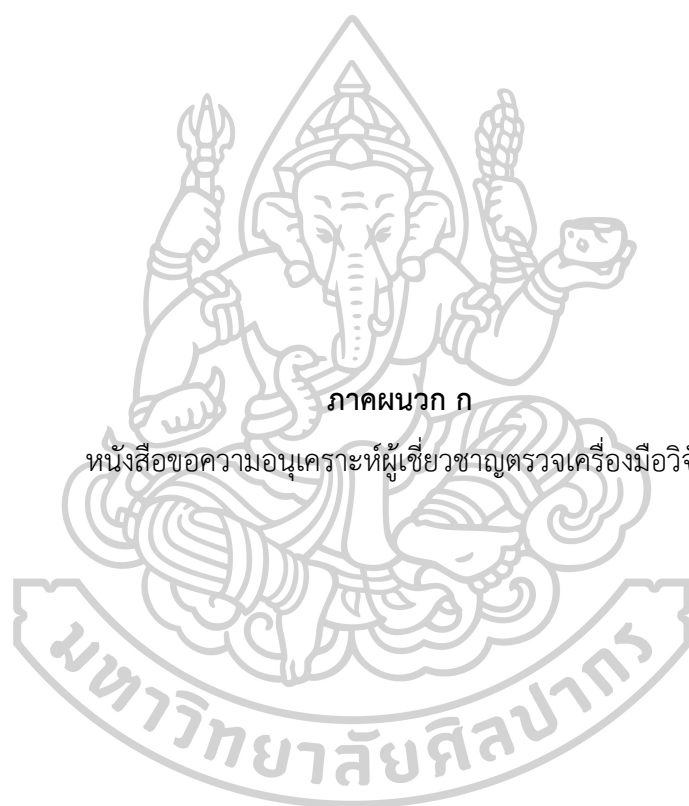 ภาคผนวก ก
หนังสือขอความอนุเคราะห์ผู้เชี่ยวชาญตรวจเครื่องมือวิจ
มหาวิทยาลัยศิลปากร